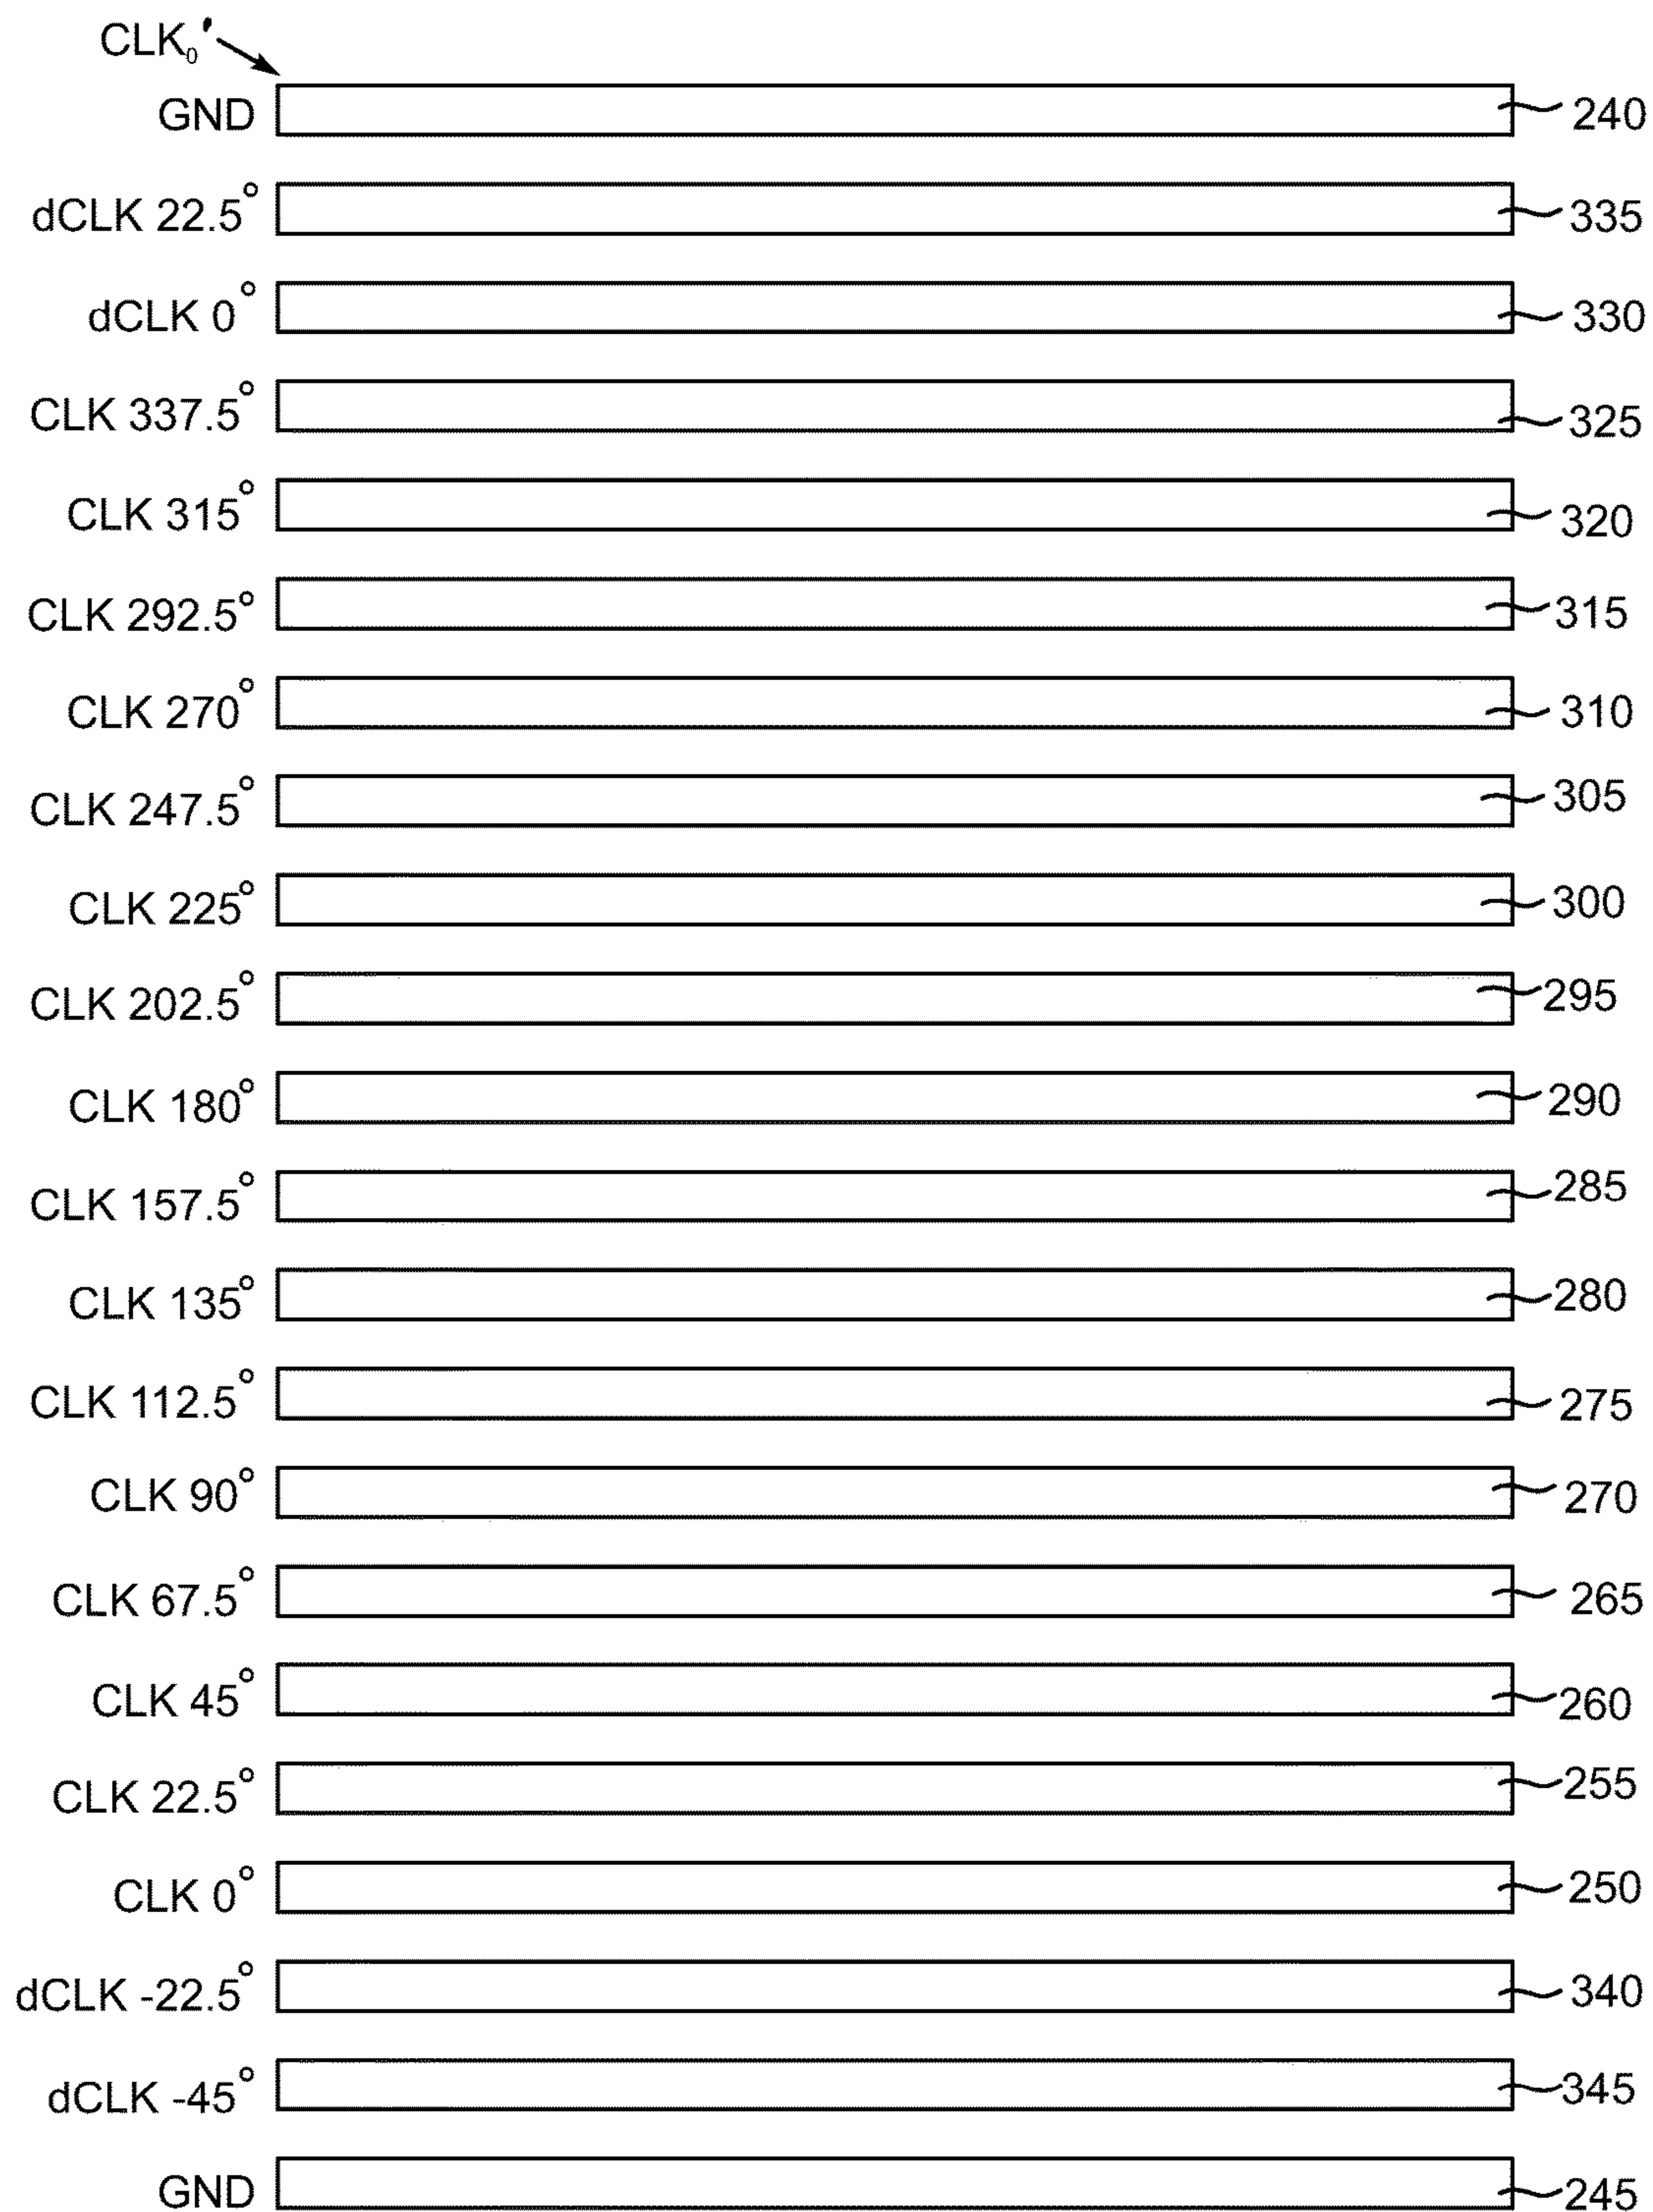 CLK₀'
GND 240
dCLK 22.5° 335
dCLK 0° 330
CLK 337.5° 325
CLK 315° 320
CLK 292.5° 315
CLK 270° 310
CLK 247.5° 305
CLK 225° 300
CLK 202.5° 295
CLK 180° 290
CLK 157.5° 285
CLK 135° 280
CLK 112.5° 275
CLK 90° 270
CLK 67.5° 265
CLK 45° 260
CLK 22.5° 255
CLK 0° 250
dCLK -22.5° 340
dCLK -45° 345
GND 245